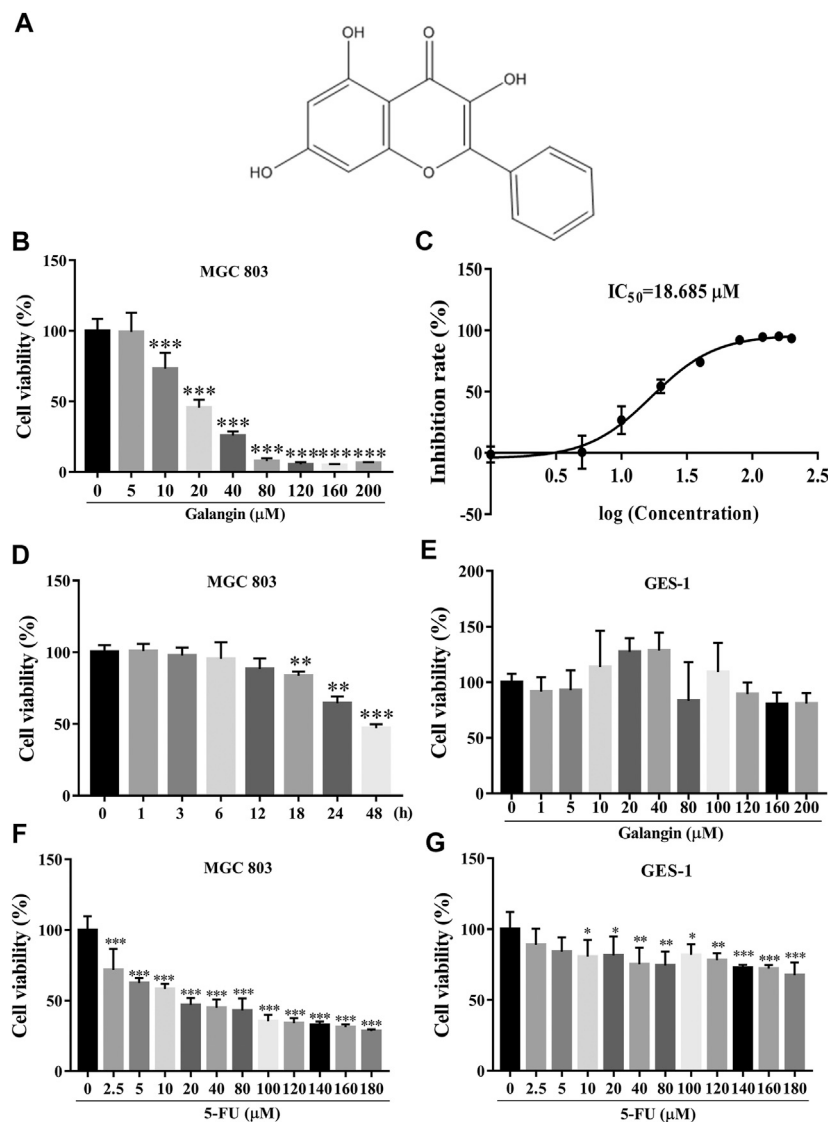 A
OH
O
OH
HO
O
B
MGC 803
Cell viability (%)
150
100
50
0
***
***
***
***
***
***
***
0 5 10 20 40 80 120 160 200
Galangin (μM)
C
IC50=18.685 μM
Inhibition rate (%)
150
100
50
0
-50
0.5 1.0 1.5 2.0 2.5
log (Concentration)
D
MGC 803
Cell viability (%)
150
100
50
0
**
**
***
0 1 3 6 12 18 24 48 (h)
E
GES-1
Cell viability (%)
200
150
100
50
0
0 1 5 10 20 40 80 100 120 160 200
Galangin (μM)
F
MGC 803
Cell viability (%)
150
100
50
0
***
***
***
***
***
***
***
***
***
***
***
0 2.5 5 10 20 40 80 100 120 140 160 180
5-FU (μM)
G
GES-1
Cell viability (%)
150
100
50
0
*
*
**
**
*
**
***
***
***
0 2.5 5 10 20 40 80 100 120 140 160 180
5-FU (μM)